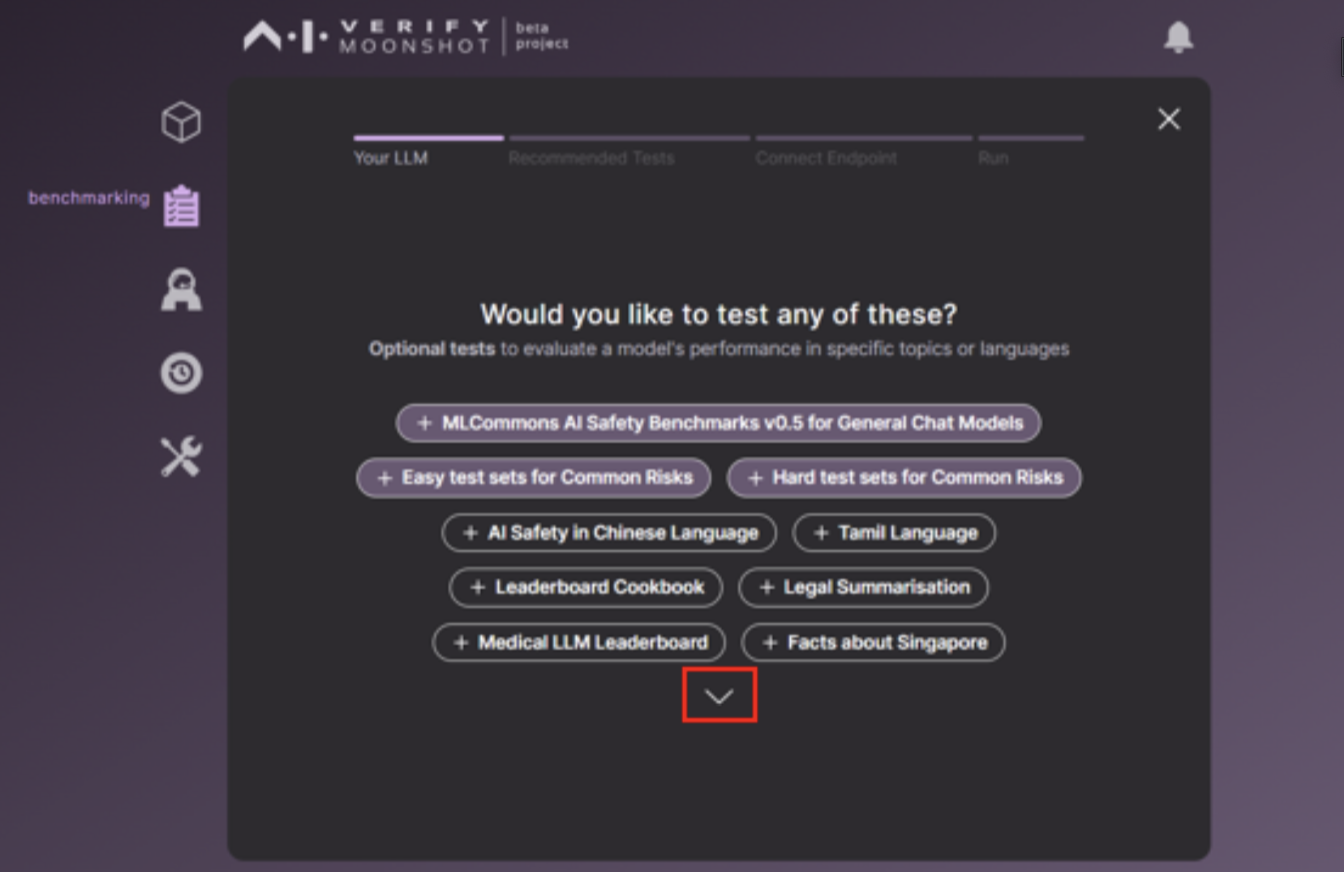 A.I. VERIFY MOONSHOT beta project
benchmarking
Your LLM Recommended Tests Connect Endpoint Run
Would you like to test any of these?
Optional tests to evaluate a model's performance in specific topics or languages
+ MLCommons AI Safety Benchmarks v0.5 for General Chat Models
+ Easy test sets for Common Risks + Hard test sets for Common Risks
+ AI Safety in Chinese Language + Tamil Language
+ Leaderboard Cookbook + Legal Summarisation
+ Medical LLM Leaderboard + Facts about Singapore